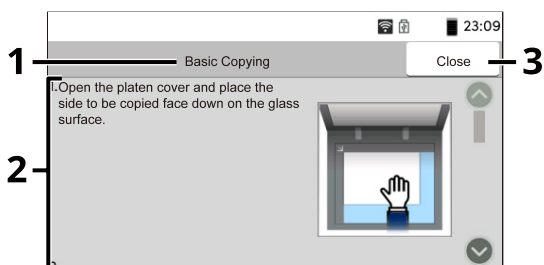 23:09
1 Basic Copying Close 3
1. Open the platen cover and place the
side to be copied face down on the glass
surface.
2